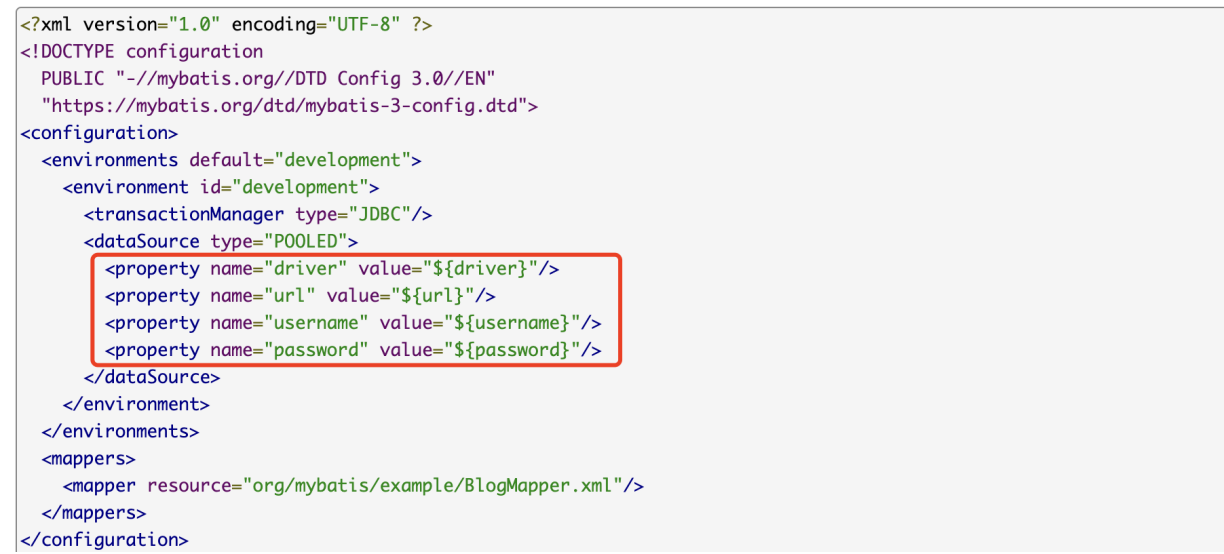 <?xml version="1.0" encoding="UTF-8" ?>
<!DOCTYPE configuration
  PUBLIC "-//mybatis.org//DTD Config 3.0//EN"
  "https://mybatis.org/dtd/mybatis-3-config.dtd">
<configuration>
  <environments default="development">
    <environment id="development">
      <transactionManager type="JDBC"/>
      <dataSource type="POOLED">
        <property name="driver" value="${driver}"/>
        <property name="url" value="${url}"/>
        <property name="username" value="${username}"/>
        <property name="password" value="${password}"/>
      </dataSource>
    </environment>
  </environments>
  <mappers>
    <mapper resource="org/mybatis/example/BlogMapper.xml"/>
  </mappers>
</configuration>